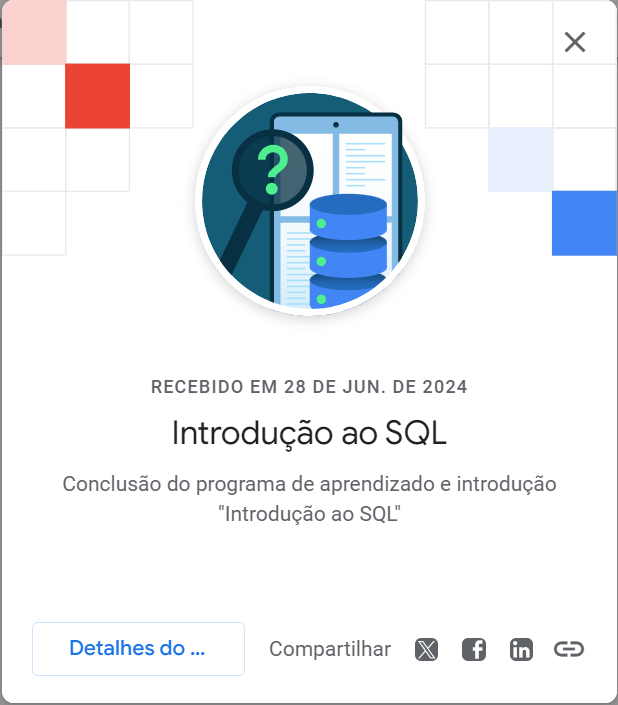 RECEBIDO EM 28 DE JUN. DE 2024
Introdução ao SQL
Conclusão do programa de aprendizado e introdução
"Introdução ao SQL"
Detalhes do ...
Compartilhar